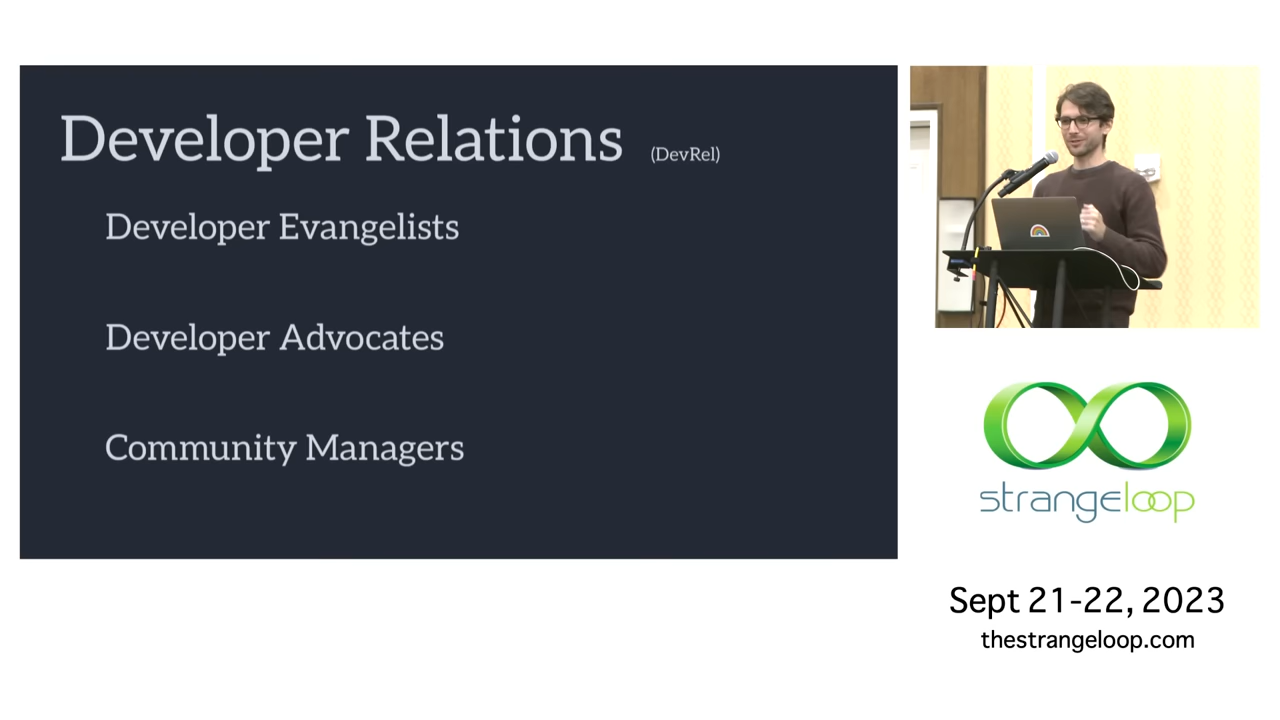 Developer Relations (DevRel)
Developer Evangelists
Developer Advocates
Community Managers
strangeloop
Sept 21-22, 2023
thestrangeloop.com